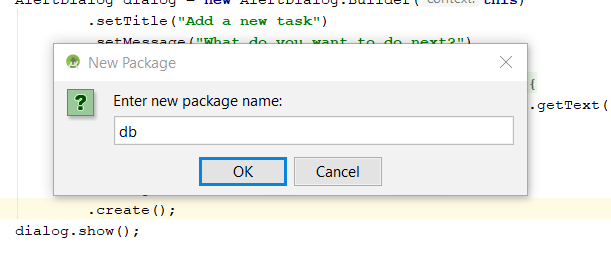 AlertDialog dialog = new AlertDialog.Builder( context: this)
.setTitle("Add a new task")
.setMessage("What do you want to do next?")
New Package
{
Enter new package name:
.getText(
db
OK Cancel
.create();
dialog.show();